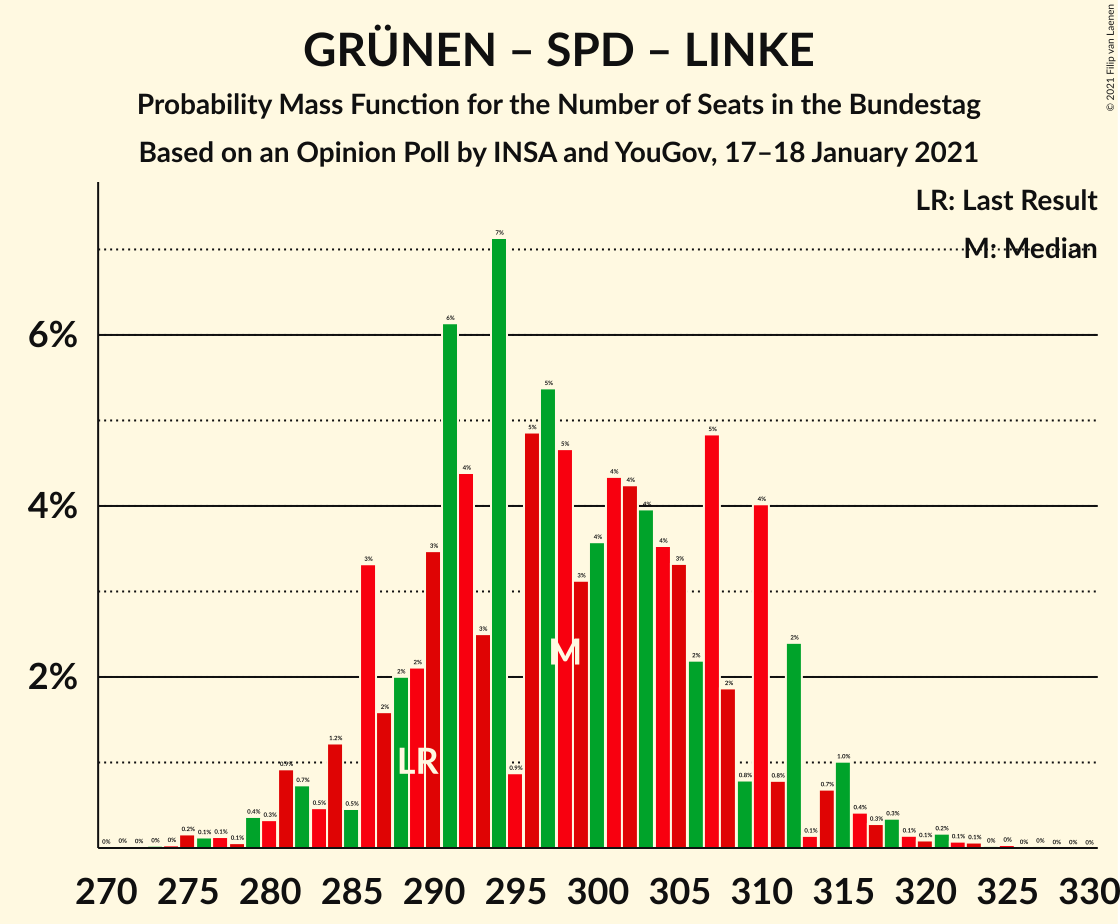 GRÜNEN – SPD – LINKE
Probability Mass Function for the Number of Seats in the Bundestag
Based on an Opinion Poll by INSA and YouGov, 17–18 January 2021
© 2021 Filip van Laenen
LR: Last Result
M: Median
6%
4%
2%
0% 0% 0% 0% 0% 0.2% 0.1% 0.1% 0.1% 0.4% 0.3% 0.9% 0.7% 0.5% 1.2% 0.5% 3% 2% 2% 2% 3% 6% 4% 3% 7% 0.9% 5% 5% 5% 3% 4% 4% 4% 4% 4% 3% 2% 5% 2% 0.8% 4% 0.8% 2% 0.1% 0.7% 1.0% 0.4% 0.3% 0.3% 0.1% 0.1% 0.2% 0.1% 0.1% 0% 0% 0% 0% 0% 0% 0%
M
LR
270 275 280 285 290 295 300 305 310 315 320 325 330